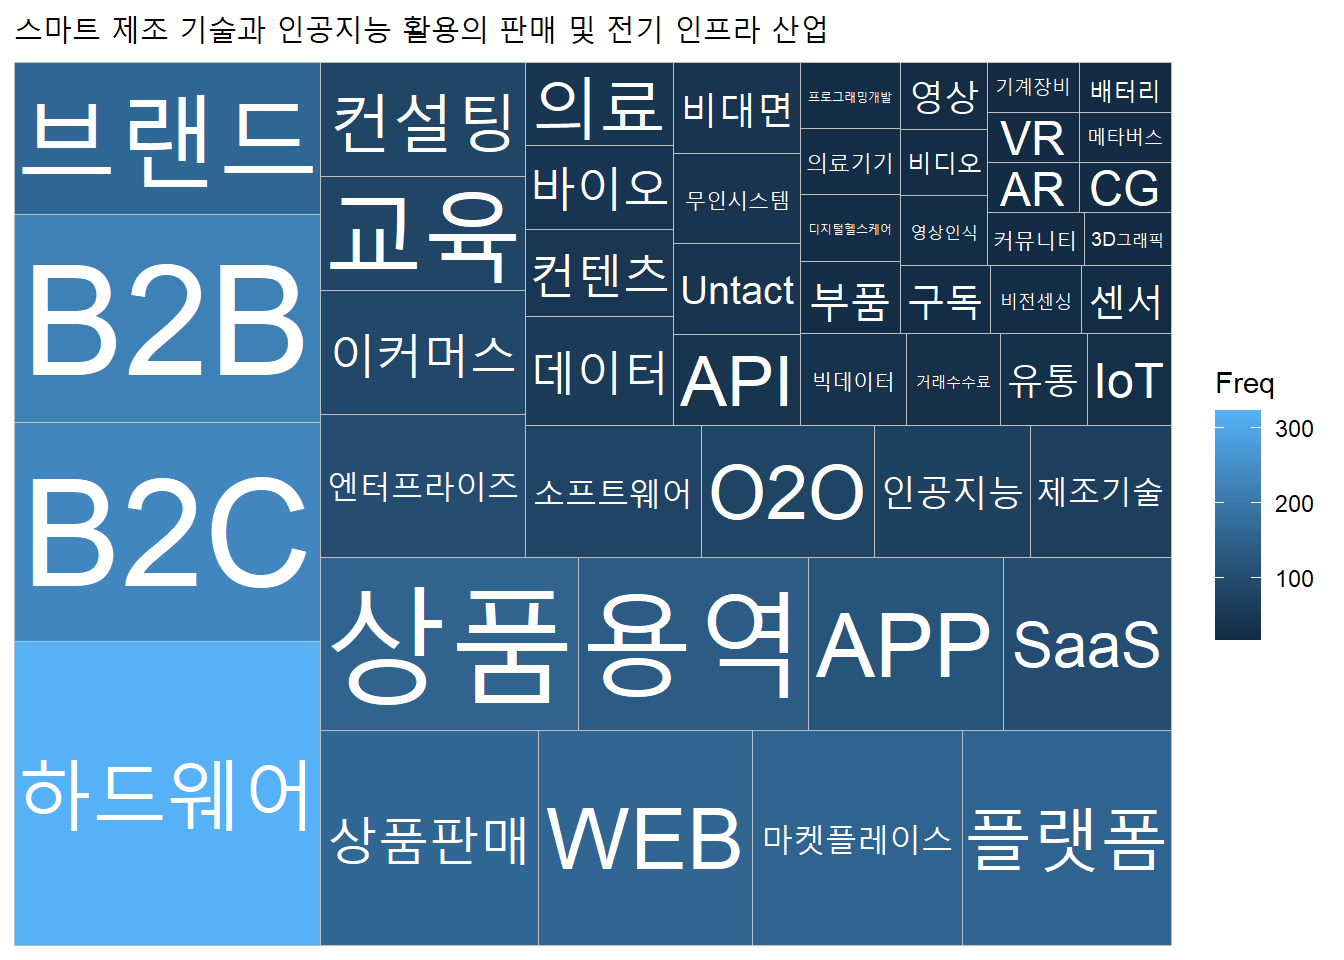 스마트 제조 기술과 인공지능 활용의 판매 및 전기 인프라 산업
브랜드
B2B
B2C
하드웨어
컨설팅
교육
이커머스
엔터프라이즈
의료
바이오
컨텐츠
데이터
비대면
무인시스템
Untact
API
프로그래밍개발
의료기기
디지털헬스케어
부품
영상
비디오
영상인식
구독
기계장비
배터리
VR
메타버스
AR
CG
커뮤니티
3D그래픽
비전센싱
센서
빅데이터
거래수수료
유통
IoT
소프트웨어
O2O
인공지능
제조기술
상품
용역
APP
SaaS
상품판매
WEB
마켓플레이스
플랫폼
Freq
300
200
100